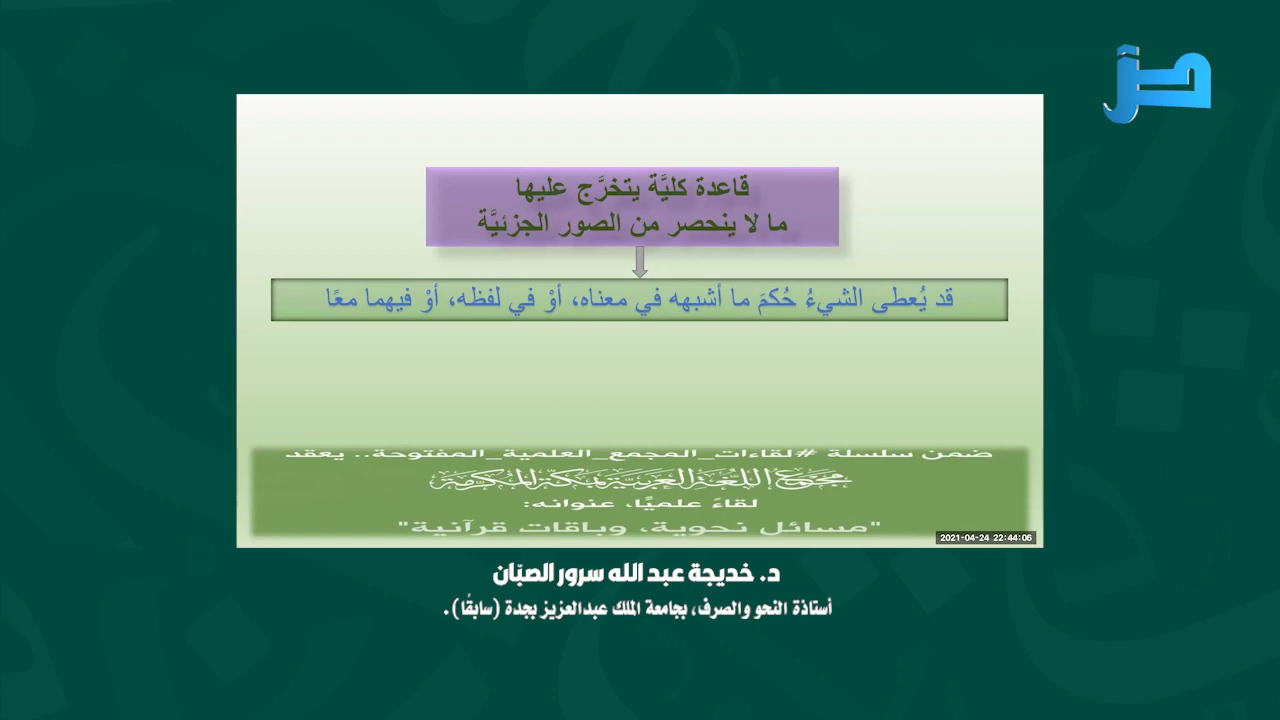 قاعدة كليَّة يتخرَّج عليها
ما لا ينحصر من الصور الجزئيَّة
قد يُعطى الشيءُ حُكمَ ما أشبهه في معناه، أوْ في لفظه، أوْ فيهما معًا
ضمن سلسلة #لقاءات_المجمع_العلمية_المفتوحة.. يعقد
مجمع اللغة العربية بمكة المكرمة
لقاءً علميًا، عنوانه:
"مسائل نحوية، وباقات قرآنية"
2021-04-24 22:44:06
د. خديجة عبد الله سرور الصبّان
أستاذة النحو والصرف، بجامعة الملك عبدالعزيز بجدة (سابقًا).